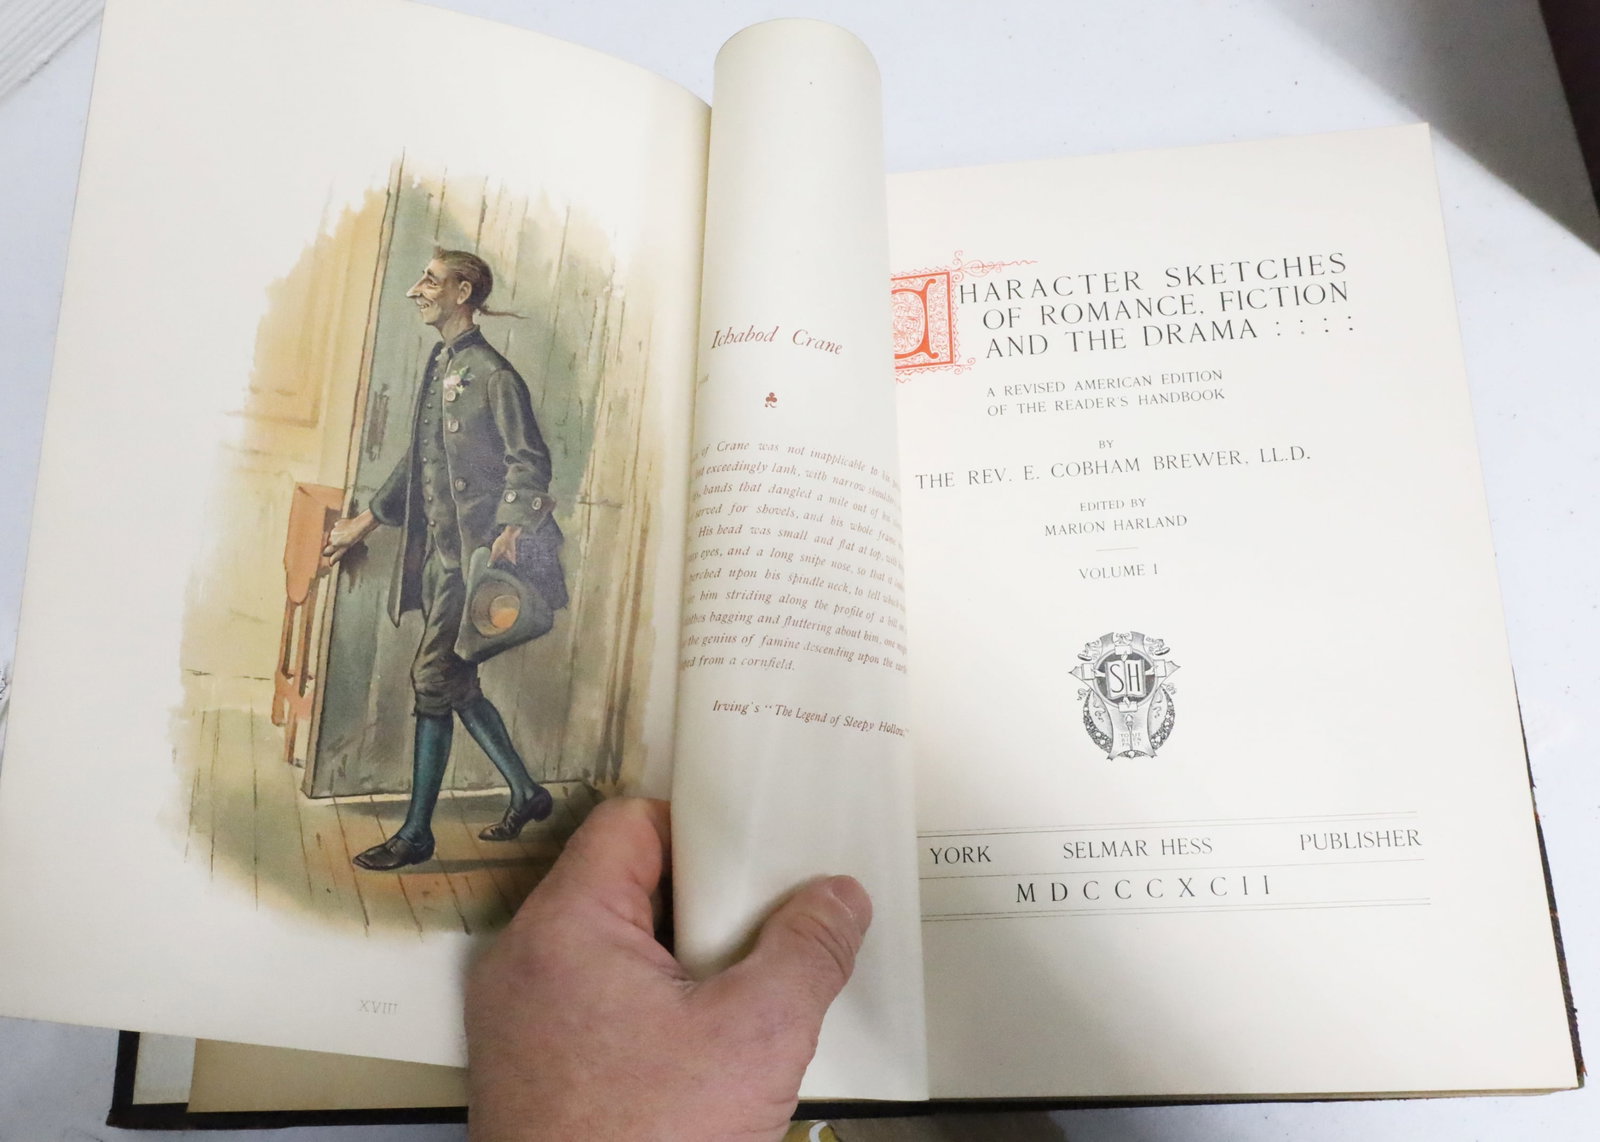 XVIII
Ichabod Crane
of Crane was not inapplicable to his
exceedingly lank, with narrow
hands that dangled a mile out of his
served for shovels, and his whole frame
His head was small and flat at top, with
eyes, and a long snipe nose, so that it
perched upon his spindle neck, to tell which
him striding along the profile of a hill
bagging and fluttering about him, one
the genius of famine descending upon the
from a cornfield.
Irving's "The Legend of Sleepy Hollow."
CHARACTER SKETCHES
OF ROMANCE, FICTION
AND THE DRAMA : : : :
A REVISED AMERICAN EDITION
OF THE READER'S HANDBOOK
BY
THE REV. E. COBHAM BREWER, LL.D.
EDITED BY
MARION HARLAND
VOLUME I
SH
YORK SELMAR HESS PUBLISHER
MDCCCXCII